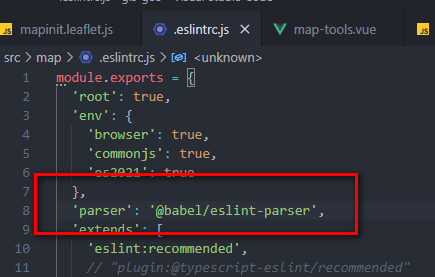 mapinit.leaflet.js
.eslintrc.js
map-tools.vue
src > map > .eslintrc.js > <unknown>
1 module.exports = {
2 'root': true,
3 'env': {
4 'browser': true,
5 'commonjs': true,
6 'es2021': true
7 },
8 'parser': '@babel/eslint-parser',
9 'extends': [
10 'eslint:recommended',
11 // "plugin:@typescript-eslint/recommended"